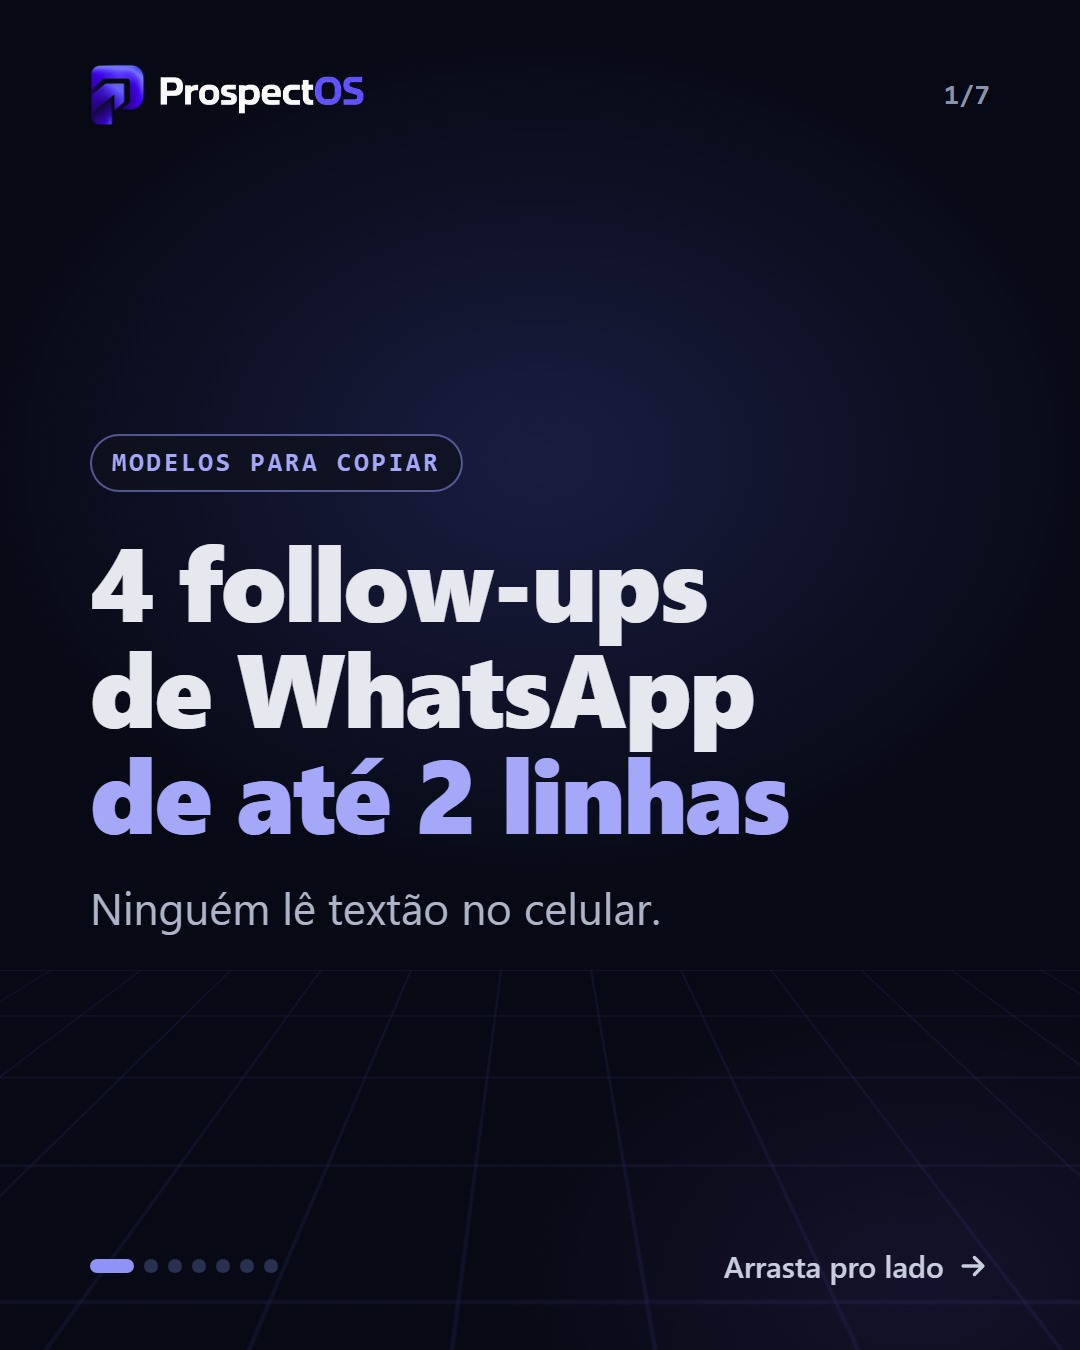 ProspectOS
1/7
MODELOS PARA COPIAR
4 follow-ups
de WhatsApp
de até 2 linhas
Ninguém lê textão no celular.
Arrasta pro lado →